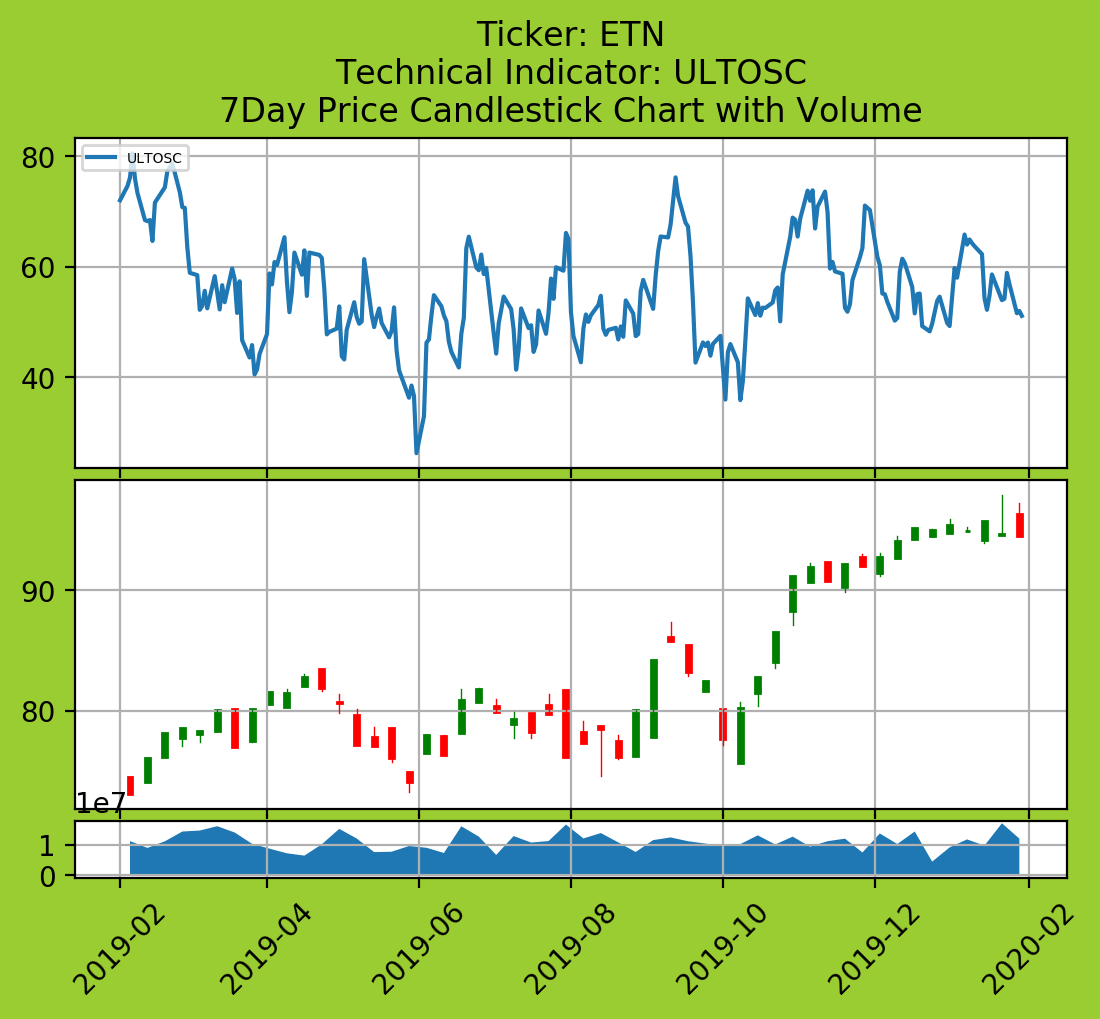 Ticker: ETN
Technical Indicator: ULTOSC
7Day Price Candlestick Chart with Volume
80
ULTOSC
60
40
90
80
1e7
1
0
2019-02
2019-04
2019-06
2019-08
2019-10
2019-12
2020-02